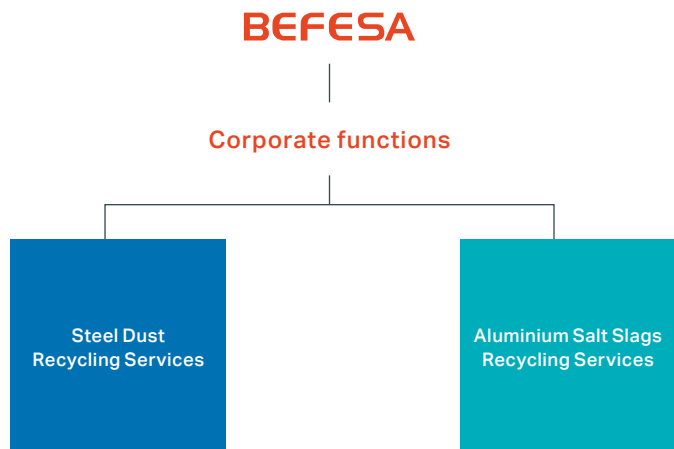 BEFESA
Corporate functions
Steel Dust
Recycling Services
Aluminium Salt Slags
Recycling Services